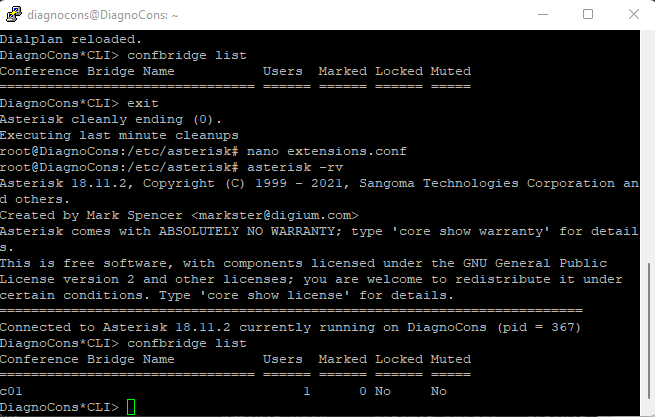 diagnocons@DiagnoCons: ~
Dialplan reloaded.
DiagnoCons*CLI> confbridge list
Conference Bridge Name           Users  Marked Locked Muted
================================ ====== ====== ====== =====
DiagnoCons*CLI> exit
Asterisk cleanly ending (0).
Executing last minute cleanups
root@DiagnoCons:/etc/asterisk# nano extensions.conf
root@DiagnoCons:/etc/asterisk# asterisk -rv
Asterisk 18.11.2, Copyright (C) 1999 - 2021, Sangoma Technologies Corporation an
d others.
Created by Mark Spencer <markster@digium.com>
Asterisk comes with ABSOLUTELY NO WARRANTY; type 'core show warranty' for detail
s.
This is free software, with components licensed under the GNU General Public
License version 2 and other licenses; you are welcome to redistribute it under
certain conditions. Type 'core show license' for details.
=========================================================================
Connected to Asterisk 18.11.2 currently running on DiagnoCons (pid = 367)
DiagnoCons*CLI> confbridge list
Conference Bridge Name           Users  Marked Locked Muted
================================ ====== ====== ====== =====
c01                                   1      0 No     No
DiagnoCons*CLI>